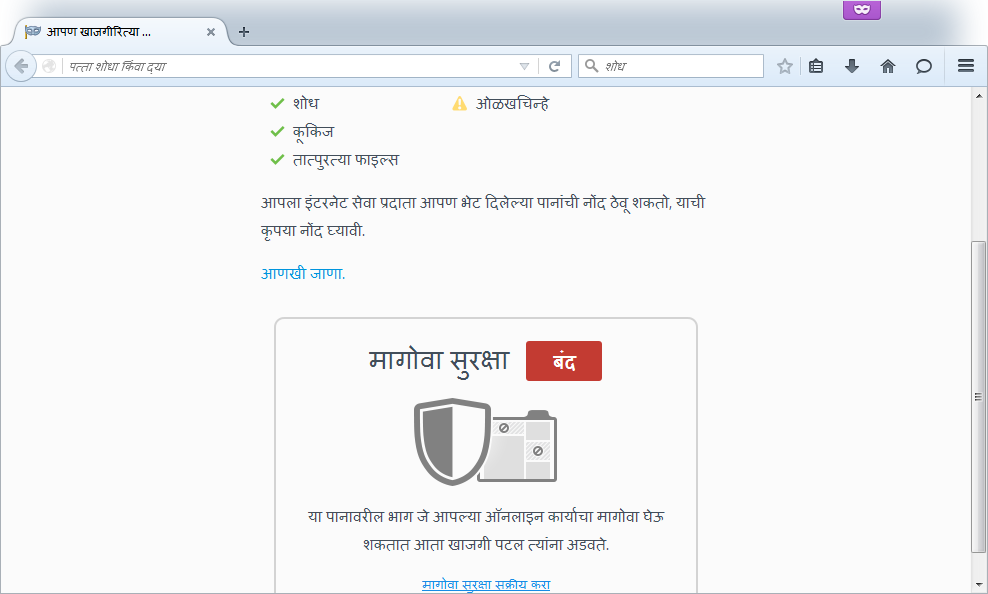 आपण खाजगीरित्या ...
पत्ता शोधा किंवा द्या
शोध
शोध
ओळखचिन्हे
कूकिज
तात्पुरत्या फाइल्स
आपला इंटरनेट सेवा प्रदाता आपण भेट दिलेल्या पानांची नोंद ठेवू शकतो, याची
कृपया नोंद घ्यावी.
आणखी जाणा.
मागोवा सुरक्षा
बंद
या पानावरील भाग जे आपल्या ऑनलाइन कार्याचा मागोवा घेऊ
शकतात आता खाजगी पटल त्यांना अडवते.
मागोवा सुरक्षा सक्रीय करा